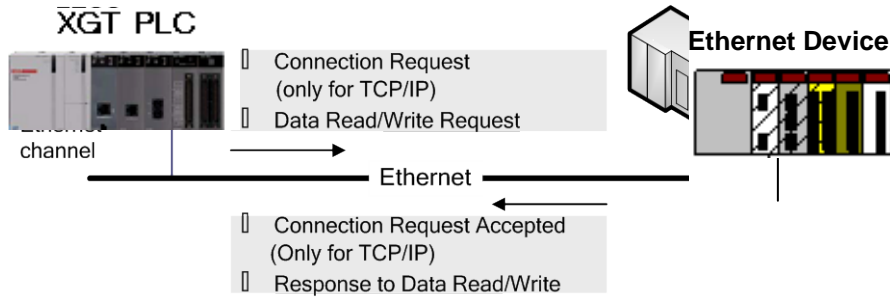 XGT PLC
Connection Request
(only for TCP/IP)
Data Read/Write Request
Ethernet Device
channel
Ethernet
Connection Request Accepted
(Only for TCP/IP)
Response to Data Read/Write